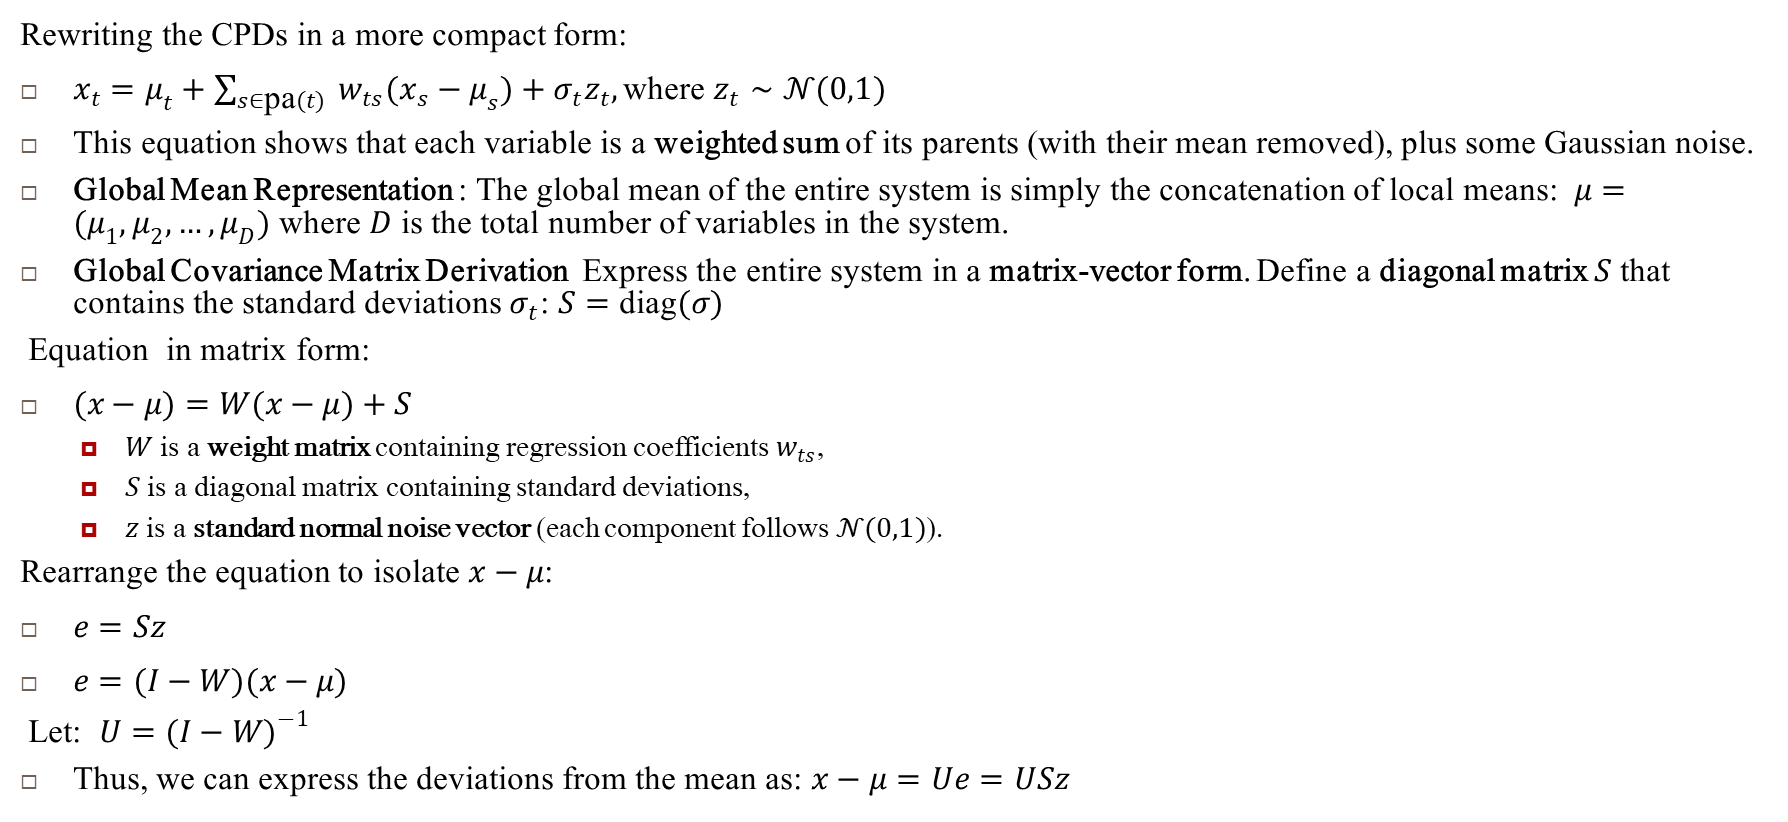 Rewriting the CPDs in a more compact form:
□ x_t = μ_t + ∑_{s∈pa(t)} w_{ts}(x_s − μ_s) + σ_t z_t, where z_t ~ 𝒩(0,1)
□ This equation shows that each variable is a weighted sum of its parents (with their mean removed), plus some Gaussian noise.
□ Global Mean Representation: The global mean of the entire system is simply the concatenation of local means: μ =
(μ_1, μ_2, … , μ_D) where D is the total number of variables in the system.
□ Global Covariance Matrix Derivation Express the entire system in a matrix-vector form. Define a diagonal matrix S that
contains the standard deviations σ_t: S = diag(σ)
Equation in matrix form:
□ (x − μ) = W(x − μ) + S
W is a weight matrix containing regression coefficients w_{ts},
S is a diagonal matrix containing standard deviations,
z is a standard normal noise vector (each component follows 𝒩(0,1)).
Rearrange the equation to isolate x − μ:
□ e = Sz
□ e = (I − W)(x − μ)
Let: U = (I − W)^{−1}
□ Thus, we can express the deviations from the mean as: x − μ = Ue = USz